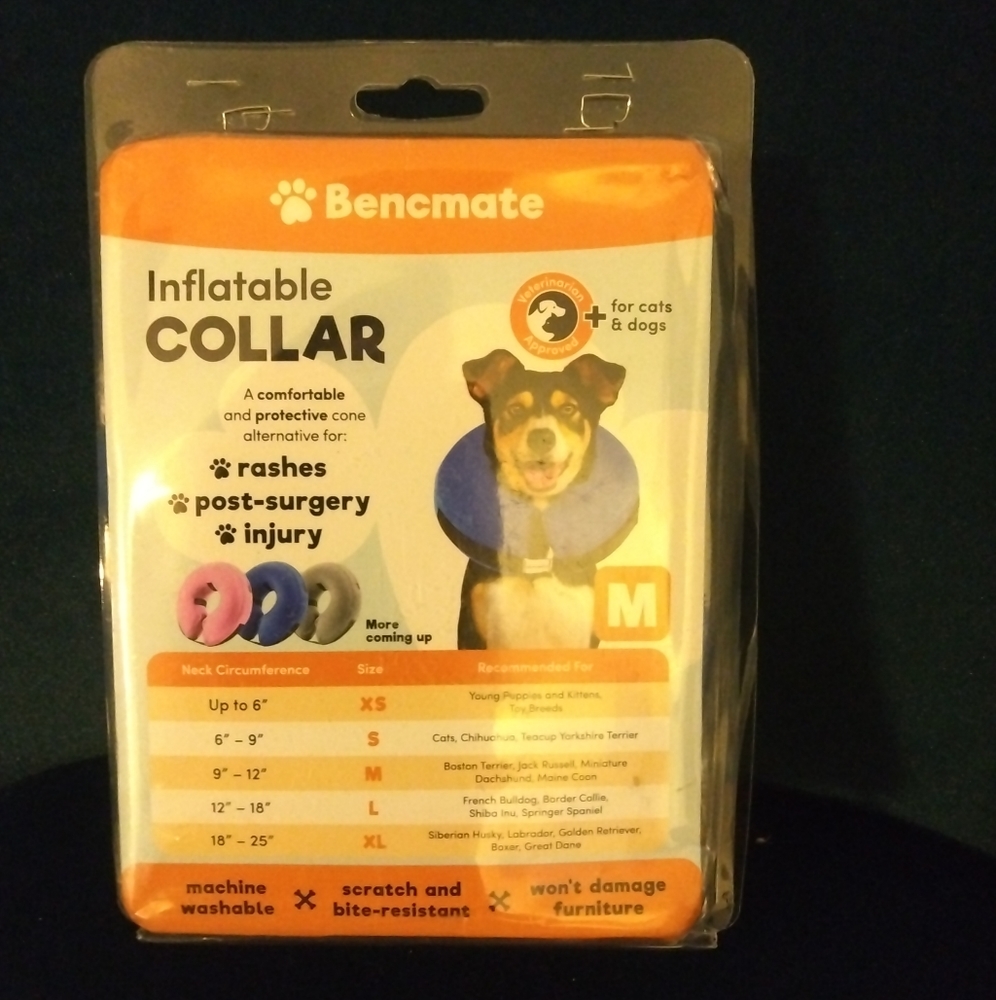 Bencmate
Inflatable
COLLAR
Veterinarian
Approved
+ for cats
& dogs
A comfortable
and protective cone
alternative for:
rashes
post-surgery
injury
More
coming up
M
Neck Circumference Size Recommended For
Up to 6" XS Young Puppies and Kittens,
Toy Breeds
6" – 9" S Cats, Chihuahua, Teacup Yorkshire Terrier
9" – 12" M Boston Terrier, Jack Russell, Miniature
Dachshund, Maine Coon
12" – 18" L French Bulldog, Border Collie,
Shiba Inu, Springer Spaniel
18" – 25" XL Siberian Husky, Labrador, Golden Retriever,
Boxer, Great Dane
machine
washable
scratch and
bite-resistant
won't damage
furniture